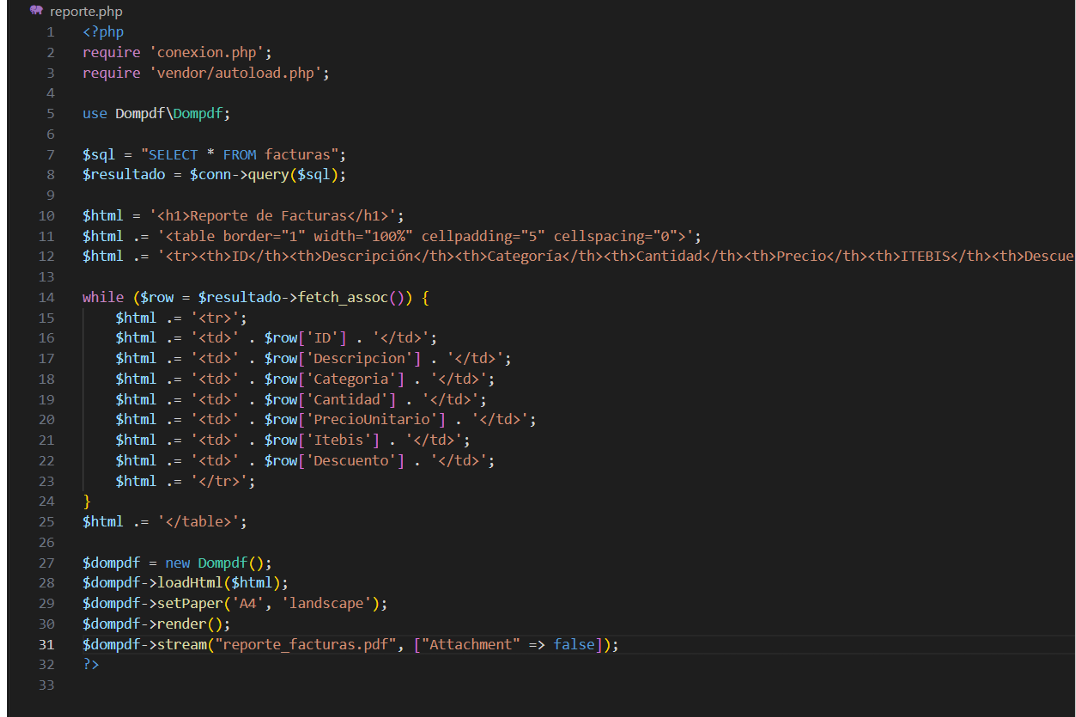 reporte.php
1 <?php
2 require 'conexion.php';
3 require 'vendor/autoload.php';
4
5 use Dompdf\Dompdf;
6
7 $sql = "SELECT * FROM facturas";
8 $resultado = $conn->query($sql);
9
10 $html = '<h1>Reporte de Facturas</h1>';
11 $html .= '<table border="1" width="100%" cellpadding="5" cellspacing="0">';
12 $html .= '<tr><th>ID</th><th>Descripción</th><th>Categoría</th><th>Cantidad</th><th>Precio</th><th>ITEBIS</th><th>Descue
13
14 while ($row = $resultado->fetch_assoc()) {
15 $html .= '<tr>';
16 $html .= '<td>' . $row['ID'] . '</td>';
17 $html .= '<td>' . $row['Descripcion'] . '</td>';
18 $html .= '<td>' . $row['Categoria'] . '</td>';
19 $html .= '<td>' . $row['Cantidad'] . '</td>';
20 $html .= '<td>' . $row['PrecioUnitario'] . '</td>';
21 $html .= '<td>' . $row['Itebis'] . '</td>';
22 $html .= '<td>' . $row['Descuento'] . '</td>';
23 $html .= '</tr>';
24 }
25 $html .= '</table>';
26
27 $dompdf = new Dompdf();
28 $dompdf->loadHtml($html);
29 $dompdf->setPaper('A4', 'landscape');
30 $dompdf->render();
31 $dompdf->stream("reporte_facturas.pdf", ["Attachment" => false]);
32 ?>
33